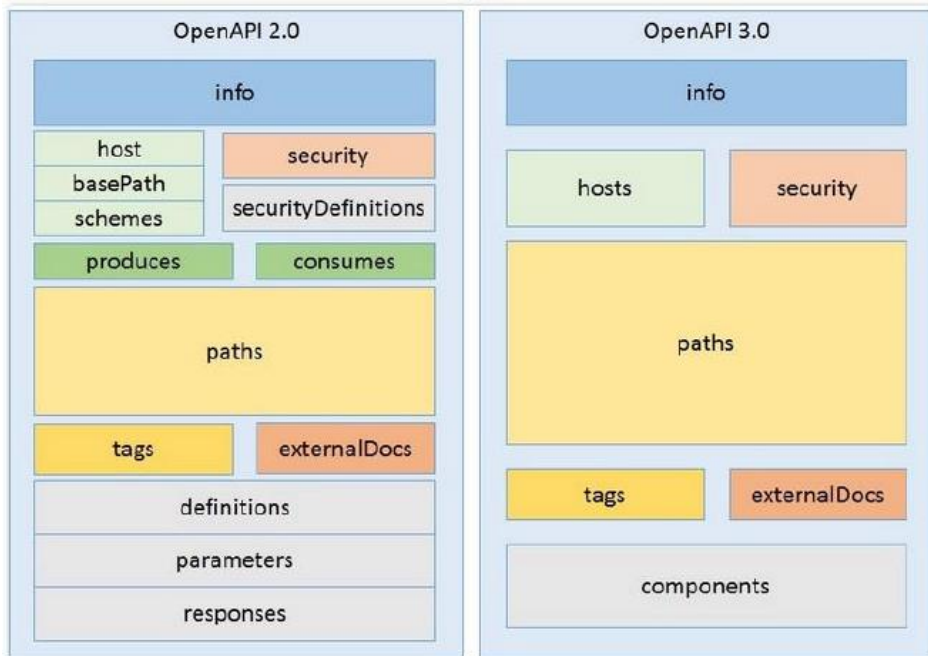 OpenAPI 2.0
info
host
basePath
schemes
security
securityDefinitions
produces
consumes
paths
tags
externalDocs
definitions
parameters
responses
OpenAPI 3.0
info
hosts
security
paths
tags
externalDocs
components